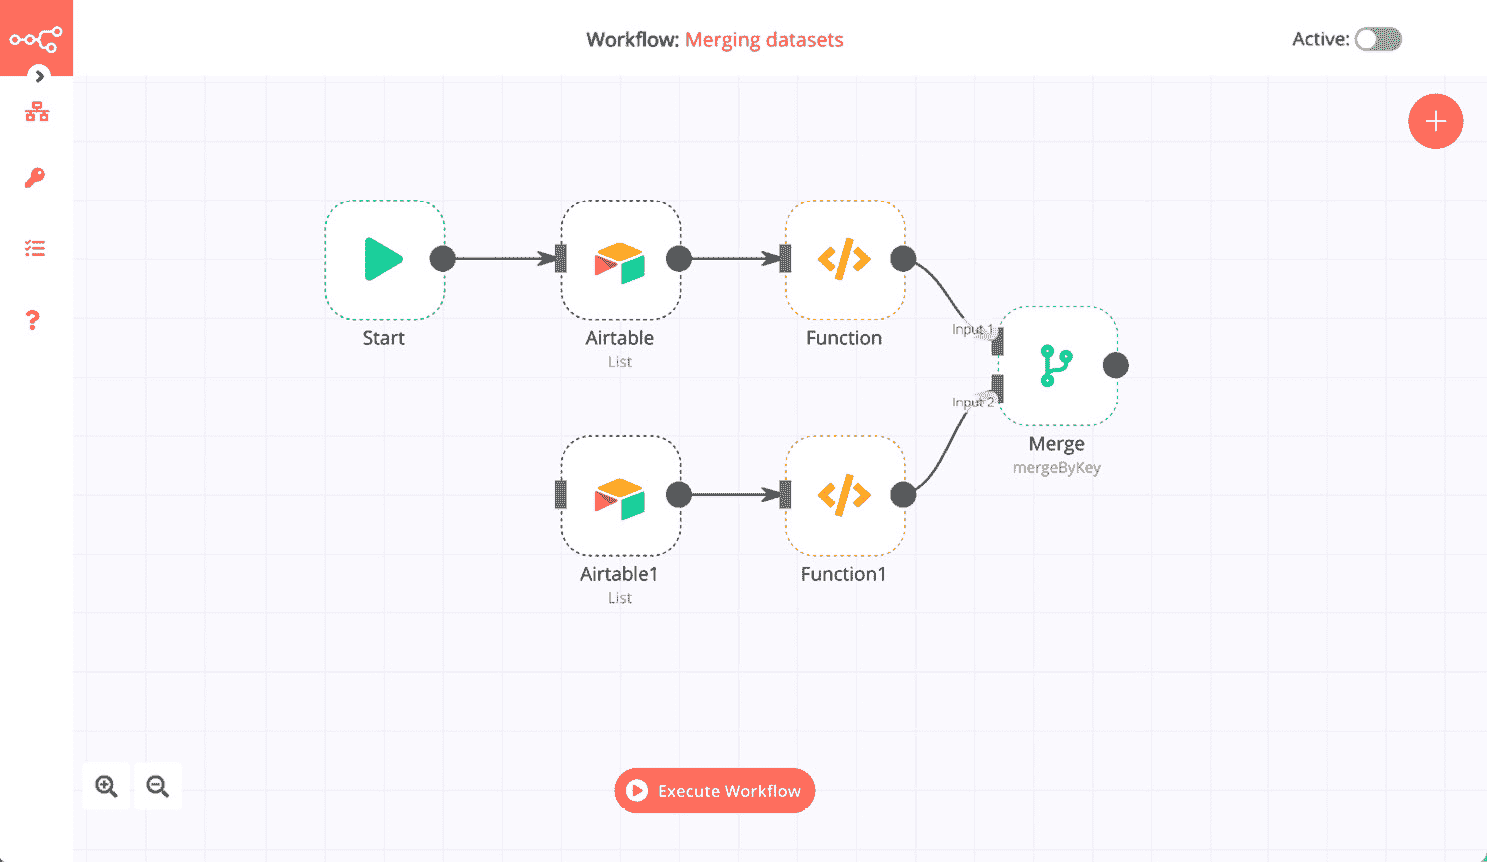 Workflow: Merging datasets
Active:
Start
Airtable
List
Function
Input 1
Input 2
Merge
mergeByKey
Airtable1
List
Function1
Execute Workflow